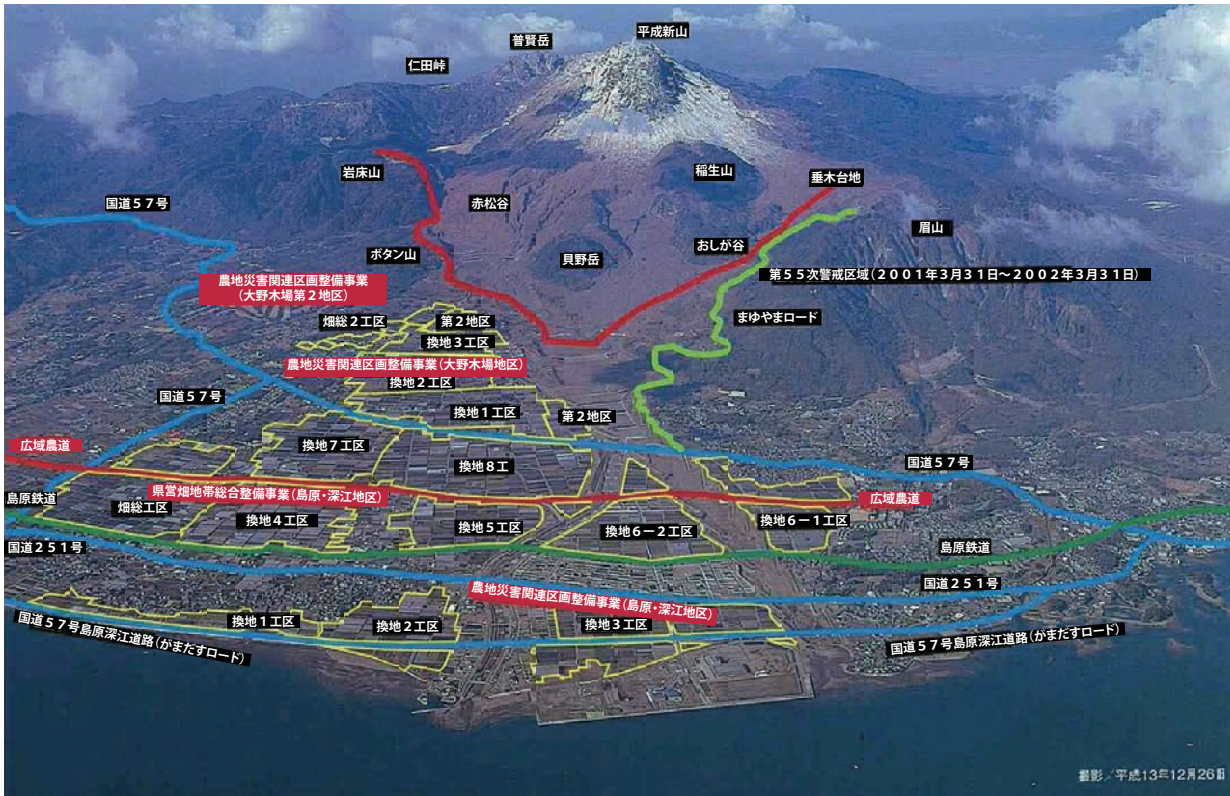 平成新山
普賢岳
仁田峠
岩床山
稲生山
垂木台地
国道57号
赤松谷
眉山
ボタン山
おしが谷
貝野岳
第55次警戒区域(2001年3月31日~2002年3月31日)
農地災害関連区画整備事業
(大野木場第2地区)
まゆやまロード
畑総2工区
第2地区
換地3工区
農地災害関連区画整備事業(大野木場地区)
換地2工区
国道57号
換地1工区
第2地区
広域農道
換地7工区
換地8工
国道57号
島原鉄道
県営畑地帯総合整備事業(島原・深江地区)
広域農道
畑総工区
換地4工区
換地5工区
換地6-2工区
換地6-1工区
国道251号
島原鉄道
国道251号
農地災害関連区画整備事業(島原・深江地区)
換地1工区
換地2工区
換地3工区
国道57号島原深江道路(がまだすロード)
国道57号島原深江道路(がまだすロード)
撮影/平成13年12月26日